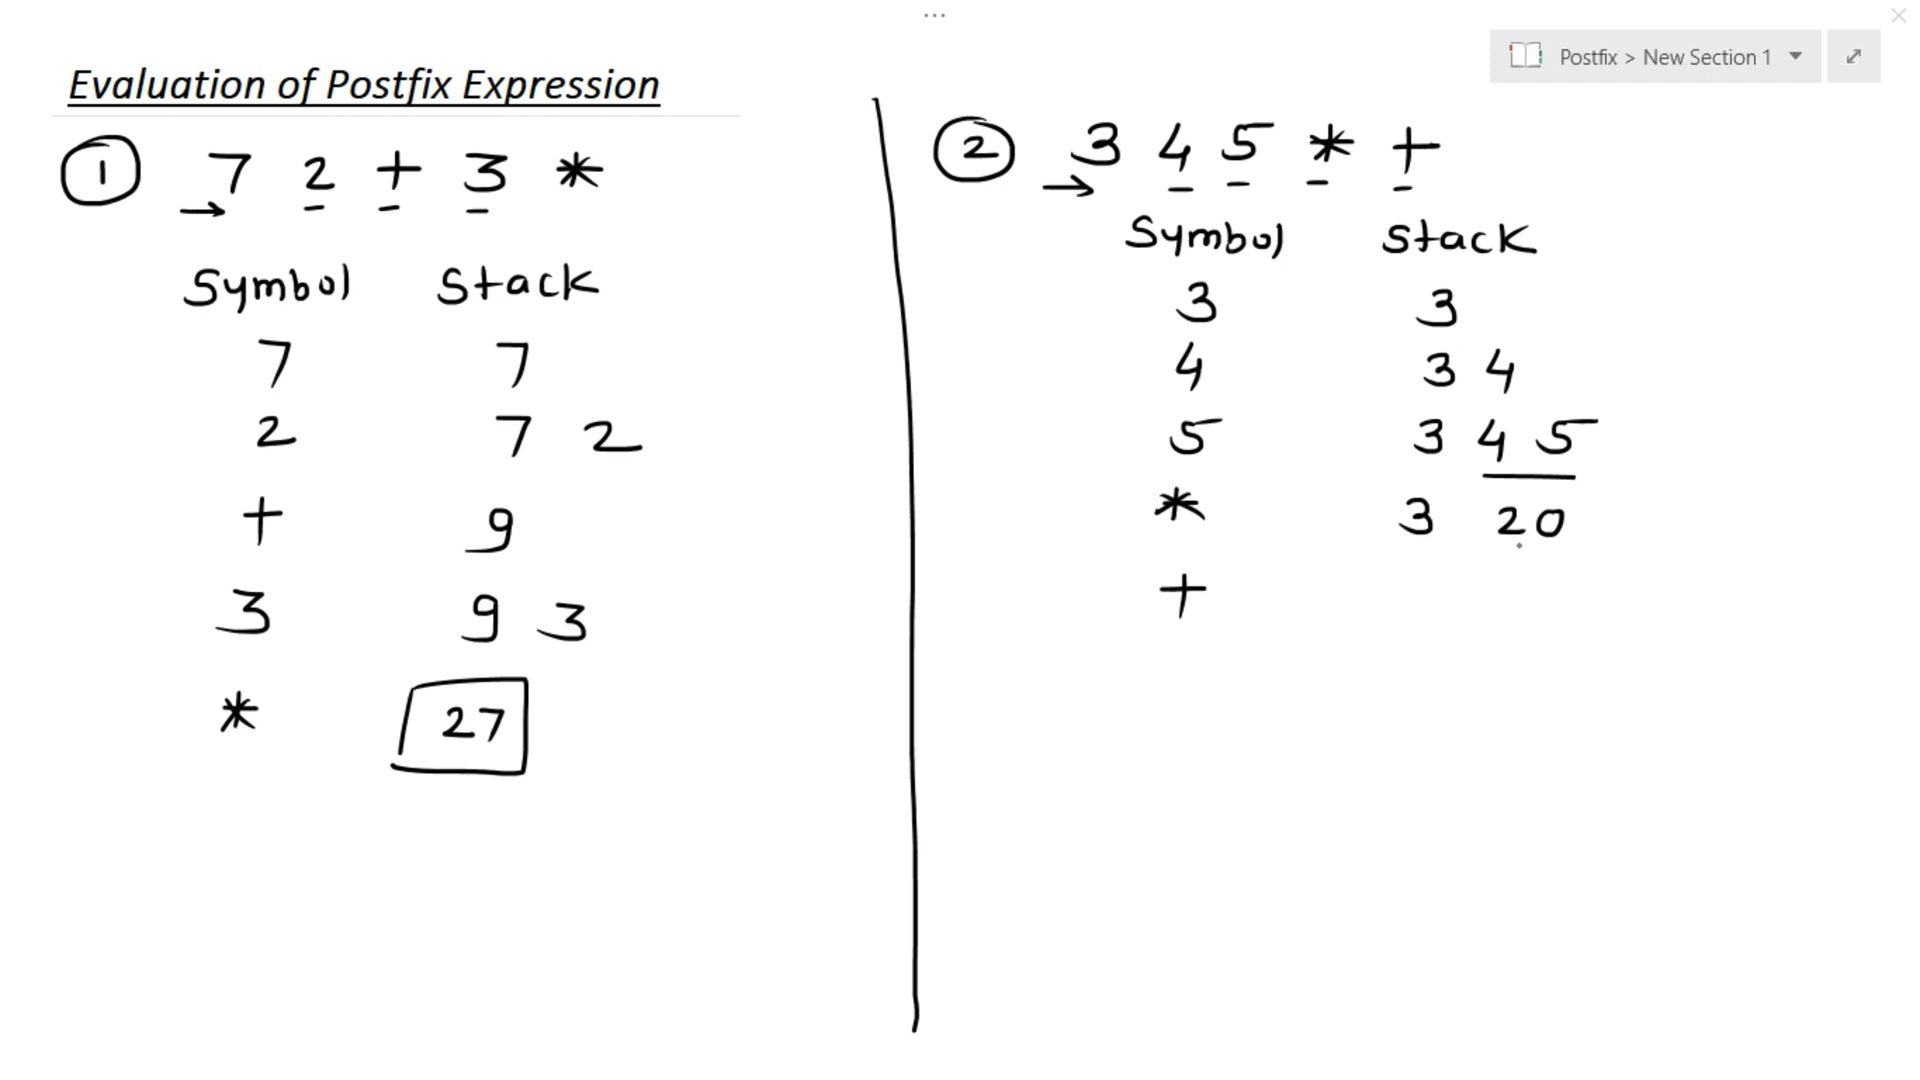 Postfix > New Section 1
Evaluation of Postfix Expression
1 7 2 + 3 *
Symbol Stack
7 7
2 7 2
+ 9
3 9 3
* 27
2 3 4 5 * +
Symbol Stack
3 3
4 3 4
5 3 4 5
* 3 20
+